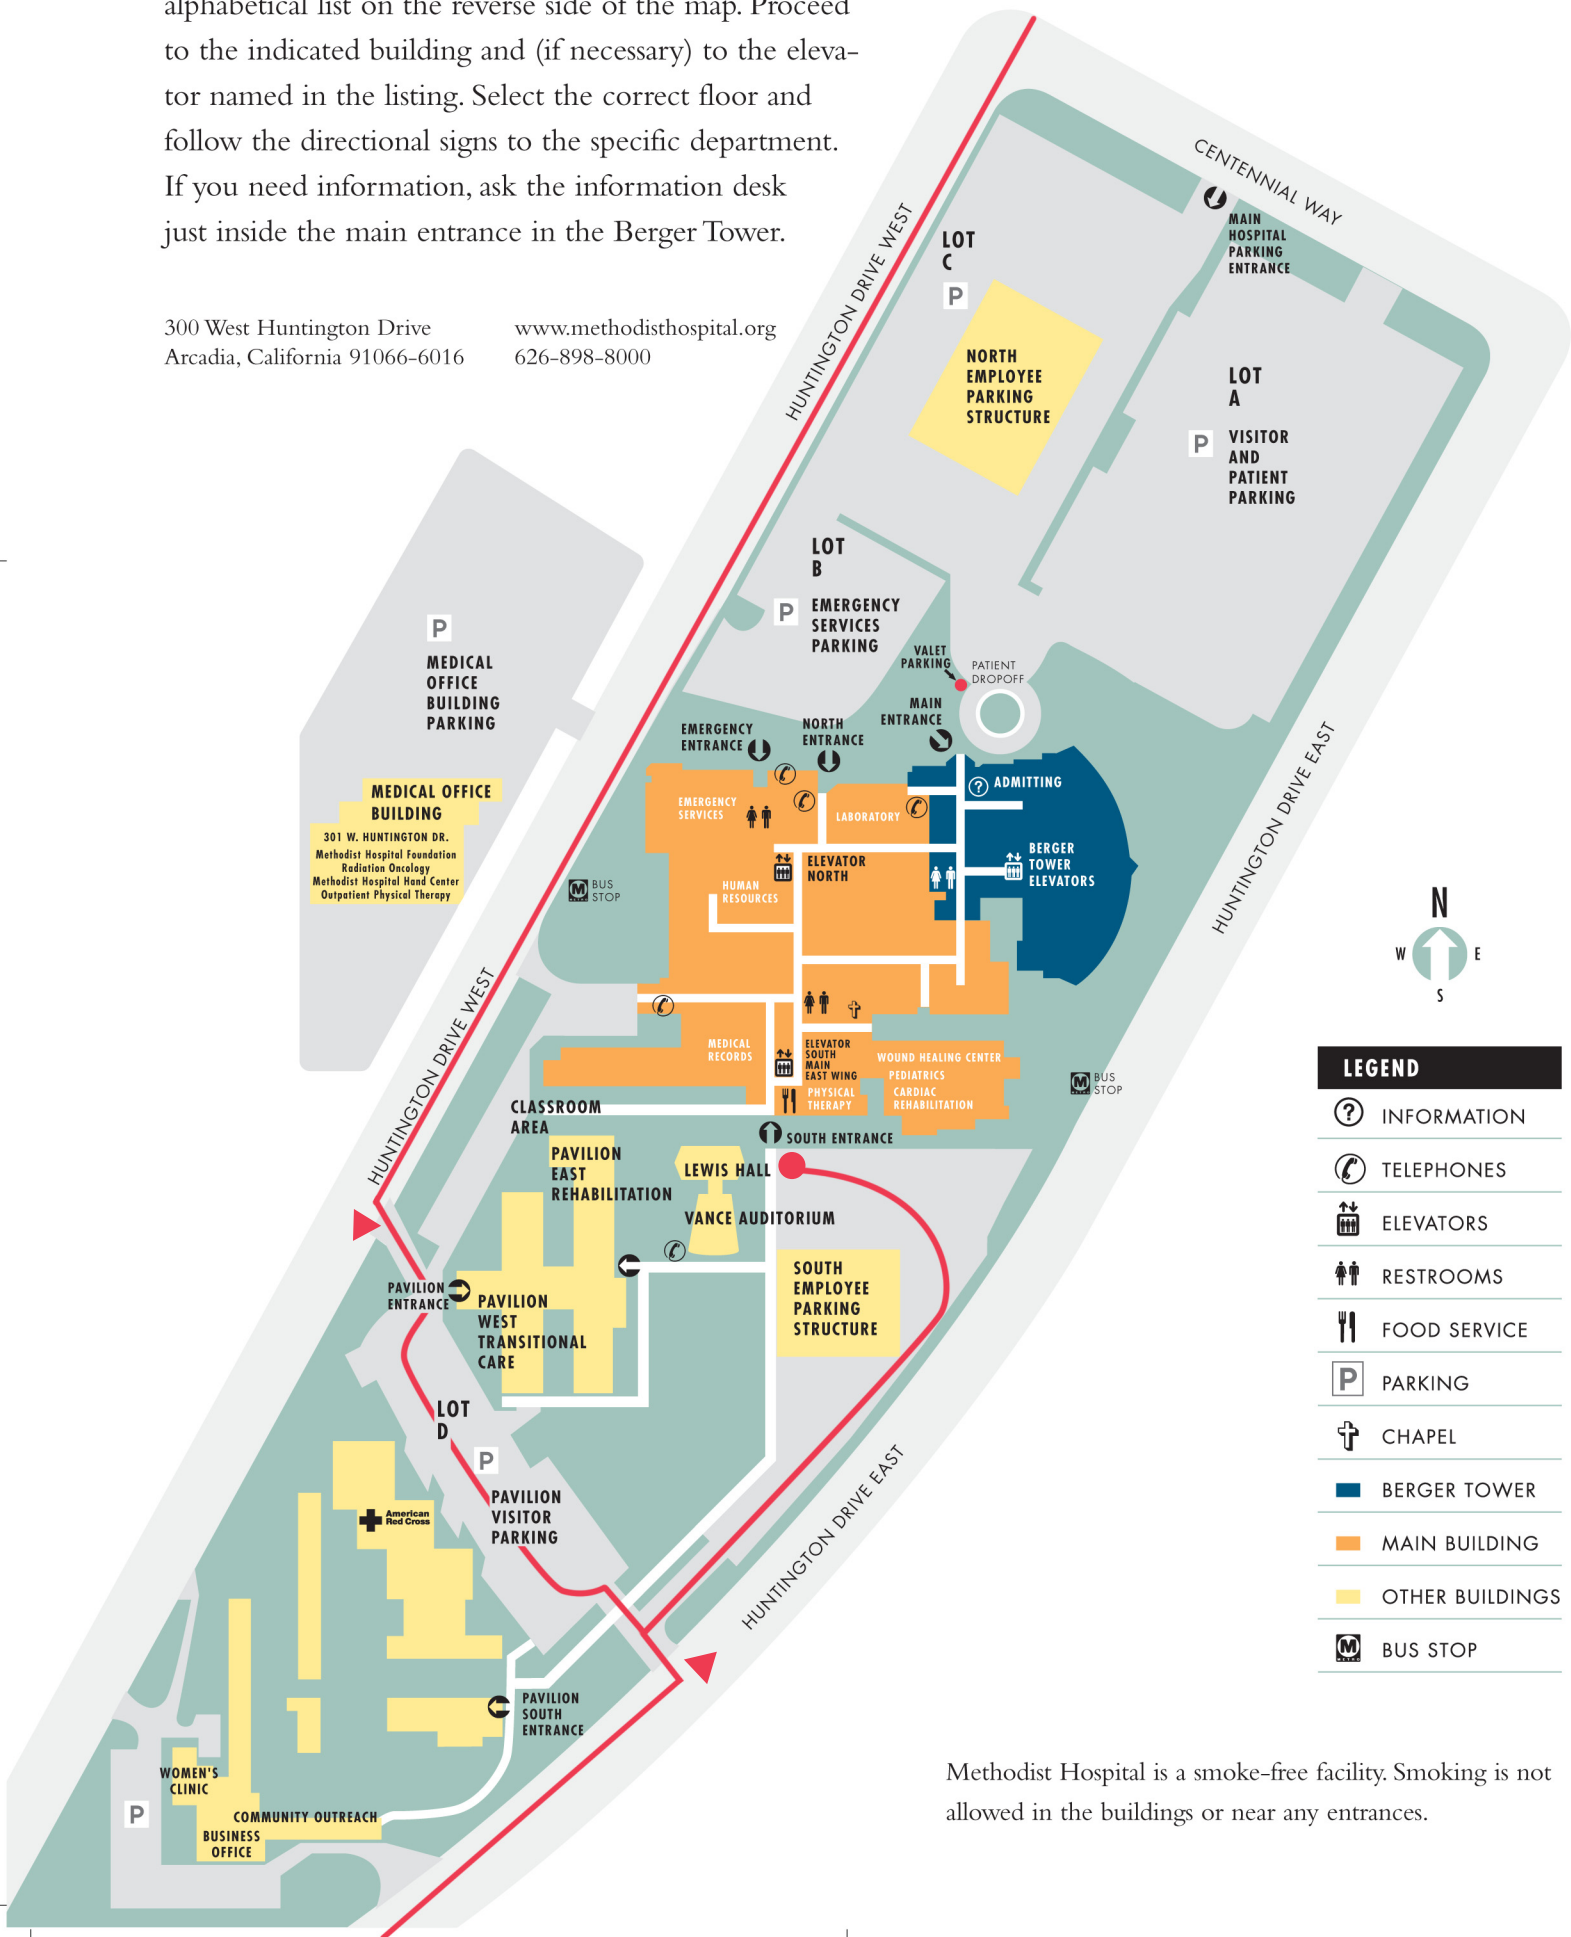 alphabetical list on the reverse side of the map. Proceed
to the indicated building and (if necessary) to the eleva-
tor named in the listing. Select the correct floor and
follow the directional signs to the specific department.
If you need information, ask the information desk
just inside the main entrance in the Berger Tower.
300 West Huntington Drive
Arcadia, California 91066-6016
www.methodisthospital.org
626-898-8000
CENTENNIAL WAY
MAIN
HOSPITAL
PARKING
ENTRANCE
HUNTINGTON DRIVE WEST
LOT
C
P
NORTH
EMPLOYEE
PARKING
STRUCTURE
LOT
A
P
VISITOR
AND
PATIENT
PARKING
LOT
B
P
EMERGENCY
SERVICES
PARKING
P
MEDICAL
OFFICE
BUILDING
PARKING
VALET
PARKING
PATIENT
DROPOFF
MAIN
ENTRANCE
NORTH
ENTRANCE
EMERGENCY
ENTRANCE
HUNTINGTON DRIVE EAST
MEDICAL OFFICE
BUILDING
301 W. HUNTINGTON DR.
Methodist Hospital Foundation
Radiation Oncology
Methodist Hospital Hand Center
Outpatient Physical Therapy
EMERGENCY
SERVICES
LABORATORY
?
ADMITTING
BERGER
TOWER
ELEVATORS
ELEVATOR
NORTH
HUMAN
RESOURCES
M
METRO
BUS
STOP
N
W
E
S
HUNTINGTON DRIVE WEST
MEDICAL
RECORDS
ELEVATOR
SOUTH
MAIN
EAST WING
PHYSICAL
THERAPY
WOUND HEALING CENTER
PEDIATRICS
CARDIAC
REHABILITATION
M
METRO
BUS
STOP
CLASSROOM
AREA
SOUTH ENTRANCE
PAVILION
EAST
REHABILITATION
LEWIS HALL
VANCE AUDITORIUM
SOUTH
EMPLOYEE
PARKING
STRUCTURE
PAVILION
ENTRANCE
PAVILION
WEST
TRANSITIONAL
CARE
LOT
D
P
PAVILION
VISITOR
PARKING
American
Red Cross
HUNTINGTON DRIVE EAST
PAVILION
SOUTH
ENTRANCE
WOMEN'S
CLINIC
P
COMMUNITY OUTREACH
BUSINESS
OFFICE
LEGEND
? INFORMATION
TELEPHONES
ELEVATORS
RESTROOMS
FOOD SERVICE
P PARKING
CHAPEL
BERGER TOWER
MAIN BUILDING
OTHER BUILDINGS
M METRO BUS STOP
Methodist Hospital is a smoke-free facility. Smoking is not
allowed in the buildings or near any entrances.